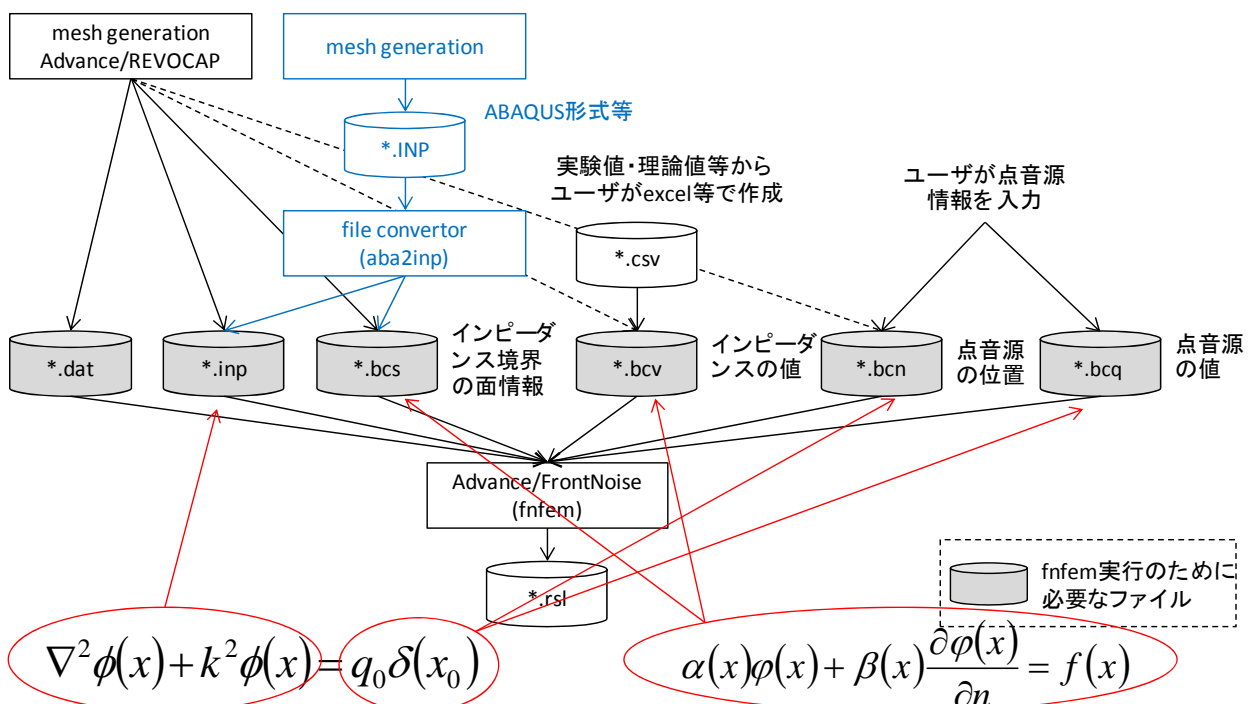 mesh generation
Advance/REVOCAP
mesh generation
ABAQUS形式等
*.INP
実験値・理論値等から
ユーザがexcel等で作成
ユーザが点音源
情報を入力
file convertor
(aba2inp)
*.csv
*.dat
*.inp
*.bcs
インピーダ
ンス境界
の面情報
*.bcv
インピーダ
ンスの値
*.bcn
点音源
の位置
*.bcq
点音源
の値
Advance/FrontNoise
(fnfem)
*.rsl
fnfem実行のために
必要なファイル
∇²ϕ(x)+k²ϕ(x)=q₀δ(x₀)
α(x)φ(x)+β(x)∂φ(x)/∂n=f(x)